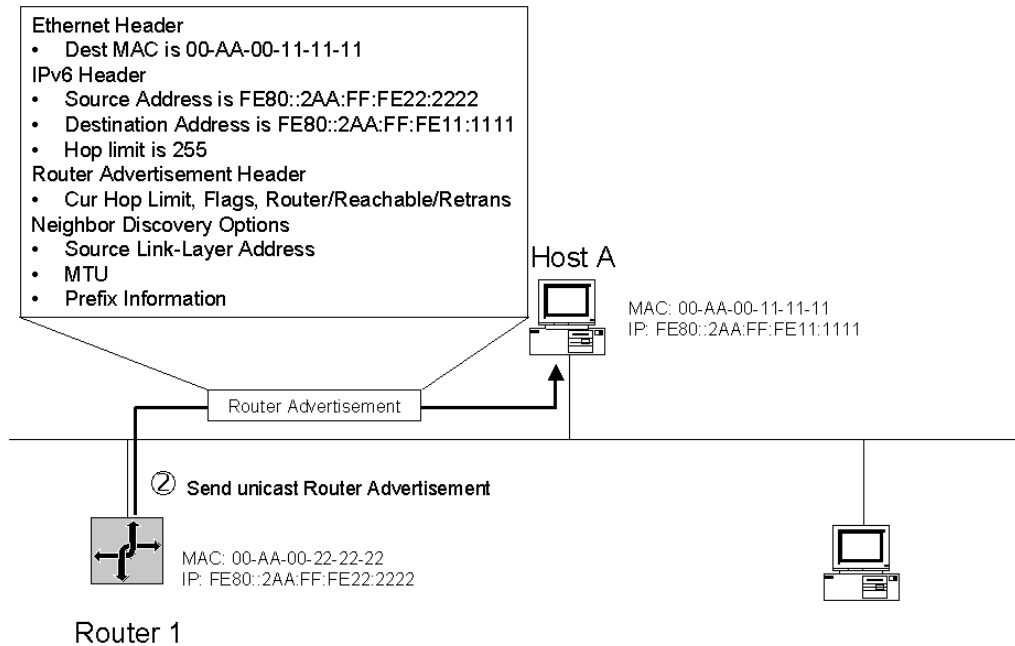 Ethernet Header
• Dest MAC is 00-AA-00-11-11-11
IPv6 Header
• Source Address is FE80::2AA:FF:FE22:2222
• Destination Address is FE80::2AA:FF:FE11:1111
• Hop limit is 255
Router Advertisement Header
• Cur Hop Limit, Flags, Router/Reachable/Retrans
Neighbor Discovery Options
• Source Link-Layer Address
• MTU
• Prefix Information
Host A
MAC: 00-AA-00-11-11-11
IP: FE80::2AA:FF:FE11:1111
Router Advertisement
② Send unicast Router Advertisement
MAC: 00-AA-00-22-22-22
IP: FE80::2AA:FF:FE22:2222
Router 1